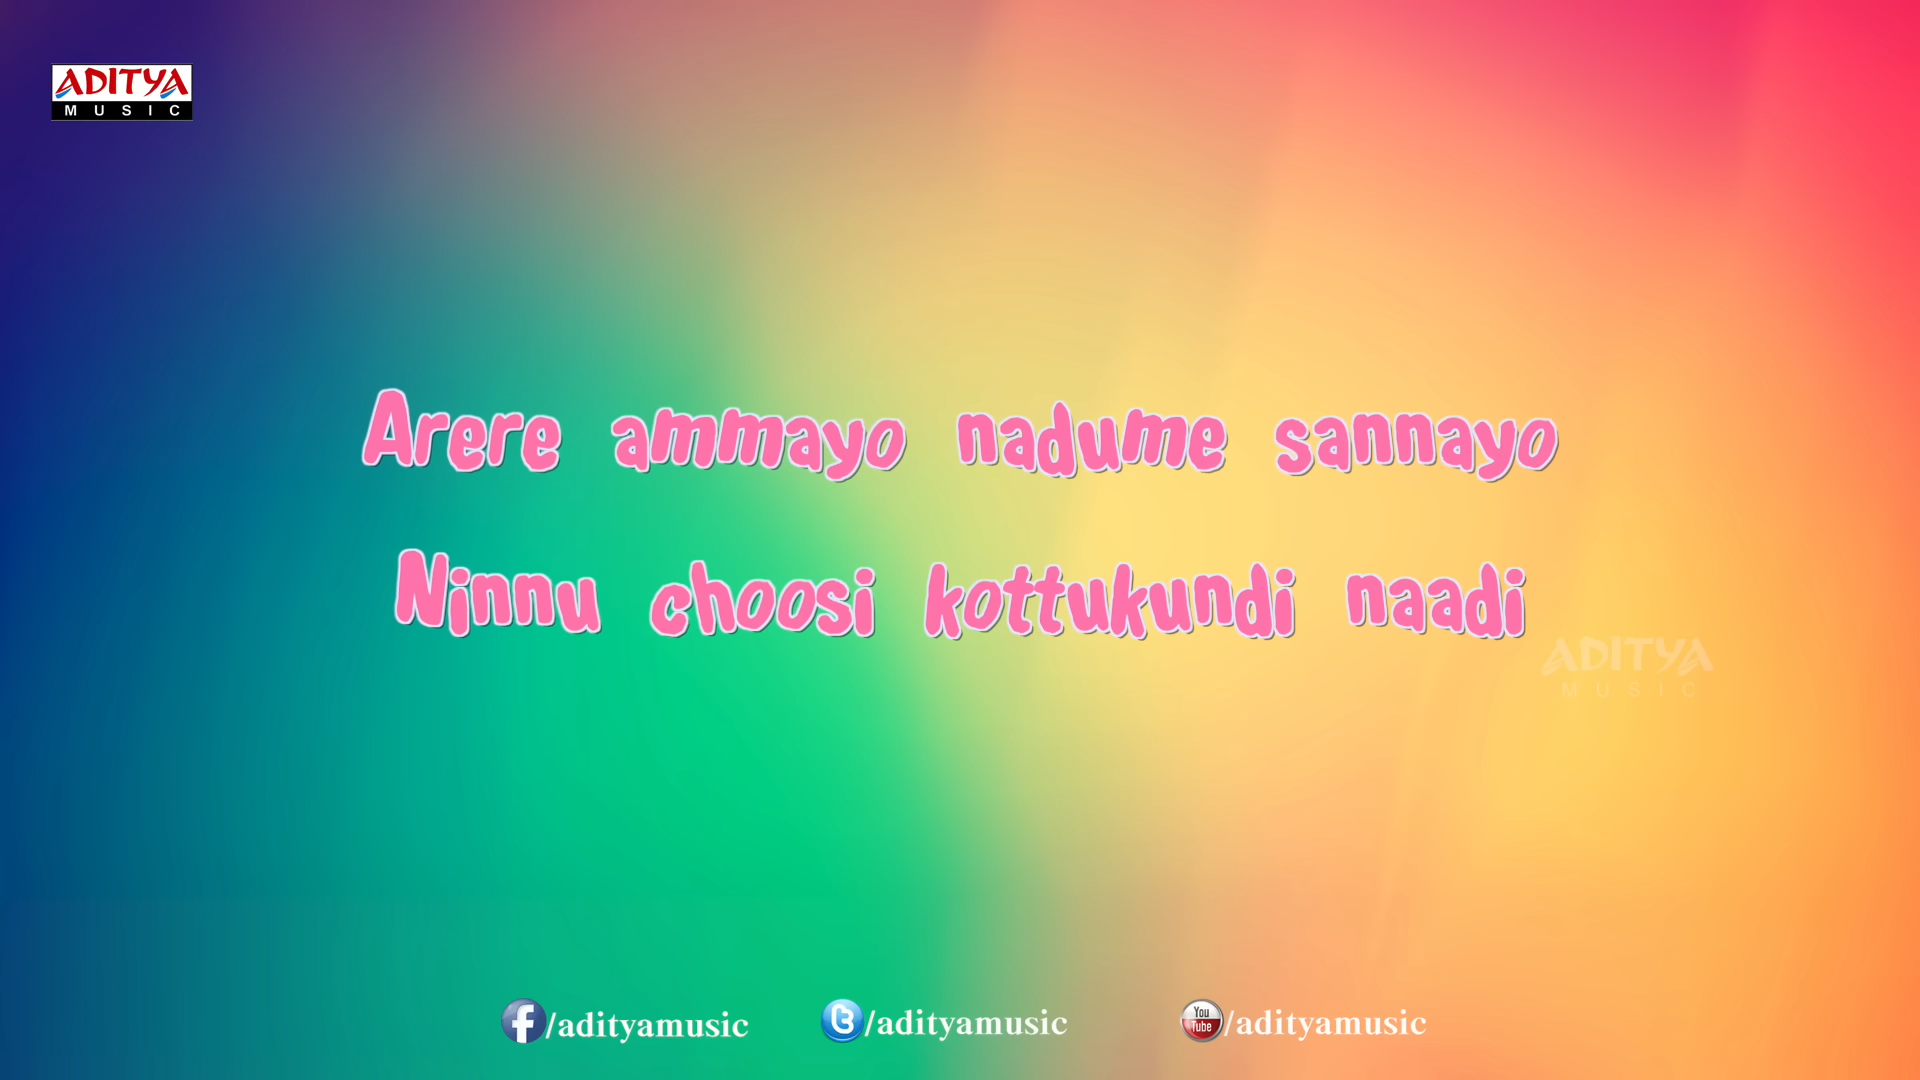 ADITYA
MUSIC
Arere ammayo nadume sannayo
Ninnu choosi kottukundi naadi
ADITYA
MUSIC
f/adityamusic t/adityamusic You Tube/adityamusic